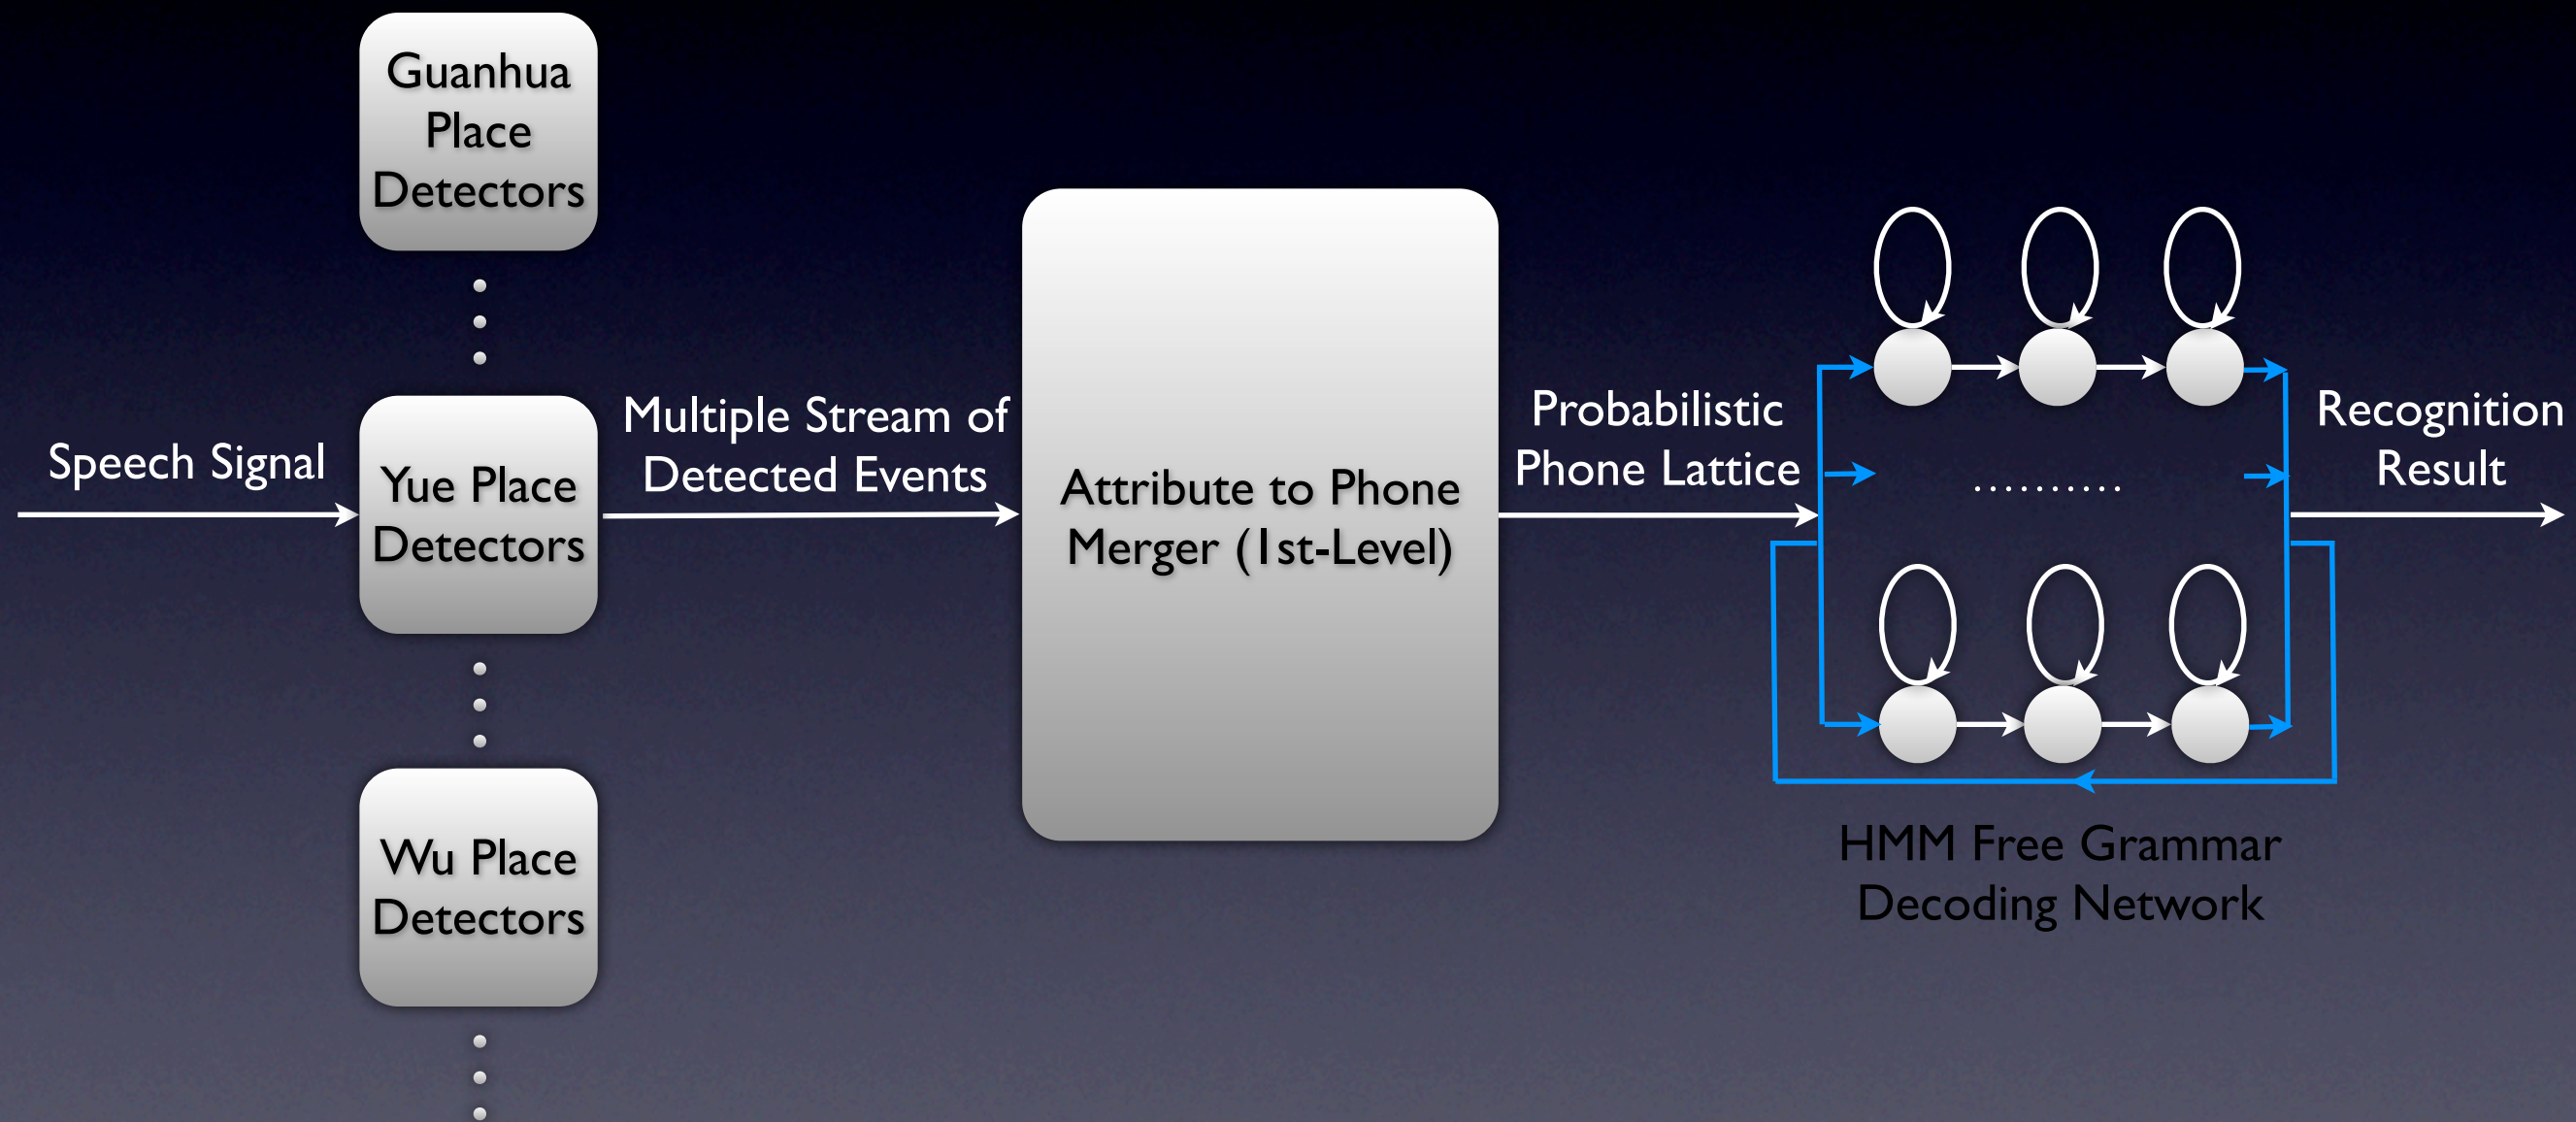 Guanhua
Place
Detectors
Speech Signal
Yue Place
Detectors
Multiple Stream of
Detected Events
Wu Place
Detectors
Attribute to Phone
Merger (1st-Level)
Probabilistic
Phone Lattice
..........
Recognition
Result
HMM Free Grammar
Decoding Network